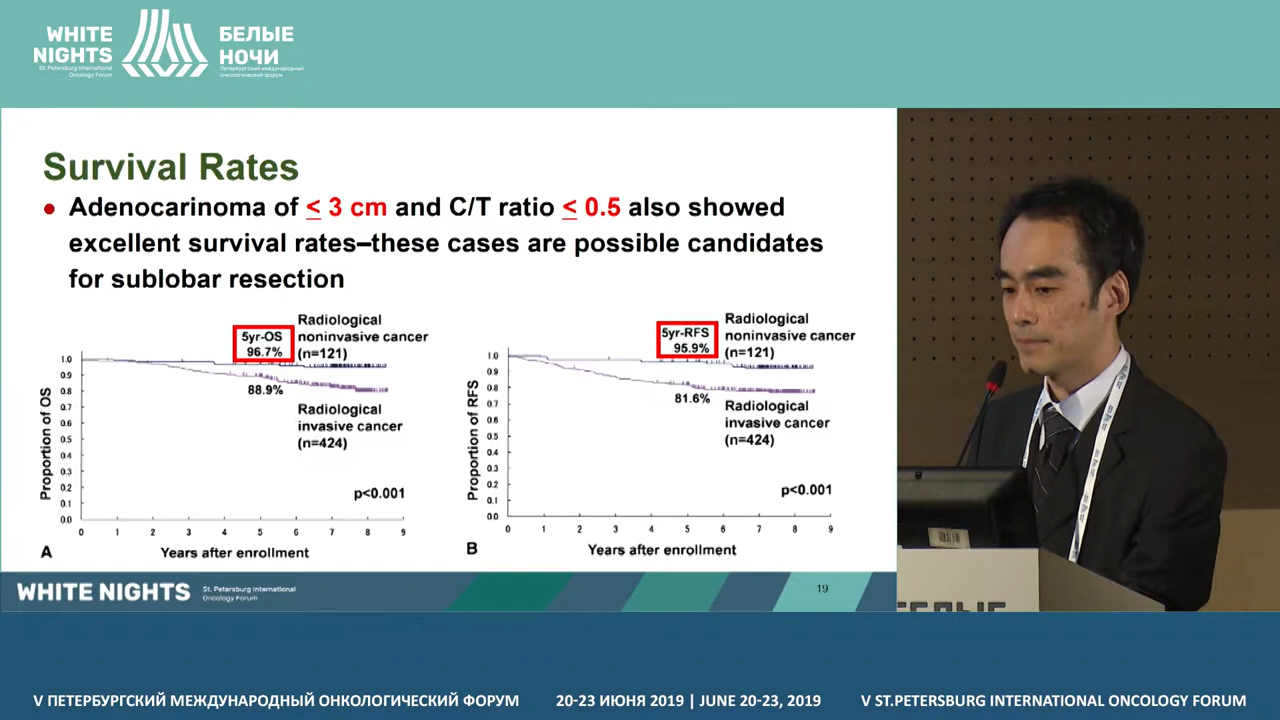 WHITE
NIGHTS
St. Petersburg International
Oncology Forum
БЕЛЫЕ
НОЧИ
Петербургский международный
онкологический форум
Survival Rates
Adenocarinoma of ≤ 3 cm and C/T ratio ≤ 0.5 also showed
excellent survival rates–these cases are possible candidates
for sublobar resection
5yr-OS
96.7%
Radiological
noninvasive cancer
(n=121)
88.9%
Radiological
invasive cancer
(n=424)
p<0.001
Proportion of OS
1.0
0.9
0.8
0.7
0.6
0.5
0.4
0.3
0.2
0.1
0.0
0 1 2 3 4 5 6 7 8 9
A
Years after enrollment
5yr-RFS
95.9%
Radiological
noninvasive cancer
(n=121)
81.6%
Radiological
invasive cancer
(n=424)
p<0.001
Proportion of RFS
1.0
0.9
0.8
0.7
0.6
0.5
0.4
0.3
0.2
0.1
0.0
0 1 2 3 4 5 6 7 8 9
B
Years after enrollment
WHITE NIGHTS
St. Petersburg International
Oncology Forum
19
БЕЛЫЕ
V ПЕТЕРБУРГСКИЙ МЕЖДУНАРОДНЫЙ ОНКОЛОГИЧЕСКИЙ ФОРУМ
20-23 ИЮНЯ 2019 | JUNE 20-23, 2019
V ST.PETERSBURG INTERNATIONAL ONCOLOGY FORUM